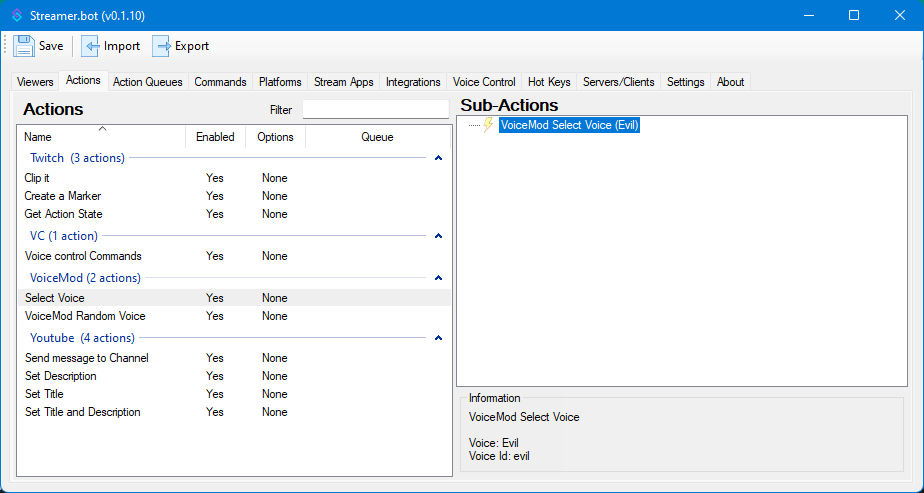 Streamer.bot (v0.1.10)
Save Import Export
Viewers Actions Action Queues Commands Platforms Stream Apps Integrations Voice Control Hot Keys Servers/Clients Settings About
Actions Filter
Name Enabled Options Queue
Twitch (3 actions)
Clip it Yes None
Create a Marker Yes None
Get Action State Yes None
VC (1 action)
Voice control Commands Yes None
VoiceMod (2 actions)
Select Voice Yes None
VoiceMod Random Voice Yes None
Youtube (4 actions)
Send message to Channel Yes None
Set Description Yes None
Set Title Yes None
Set Title and Description Yes None
Sub-Actions
VoiceMod Select Voice (Evil)
Information
VoiceMod Select Voice
Voice: Evil
Voice Id: evil